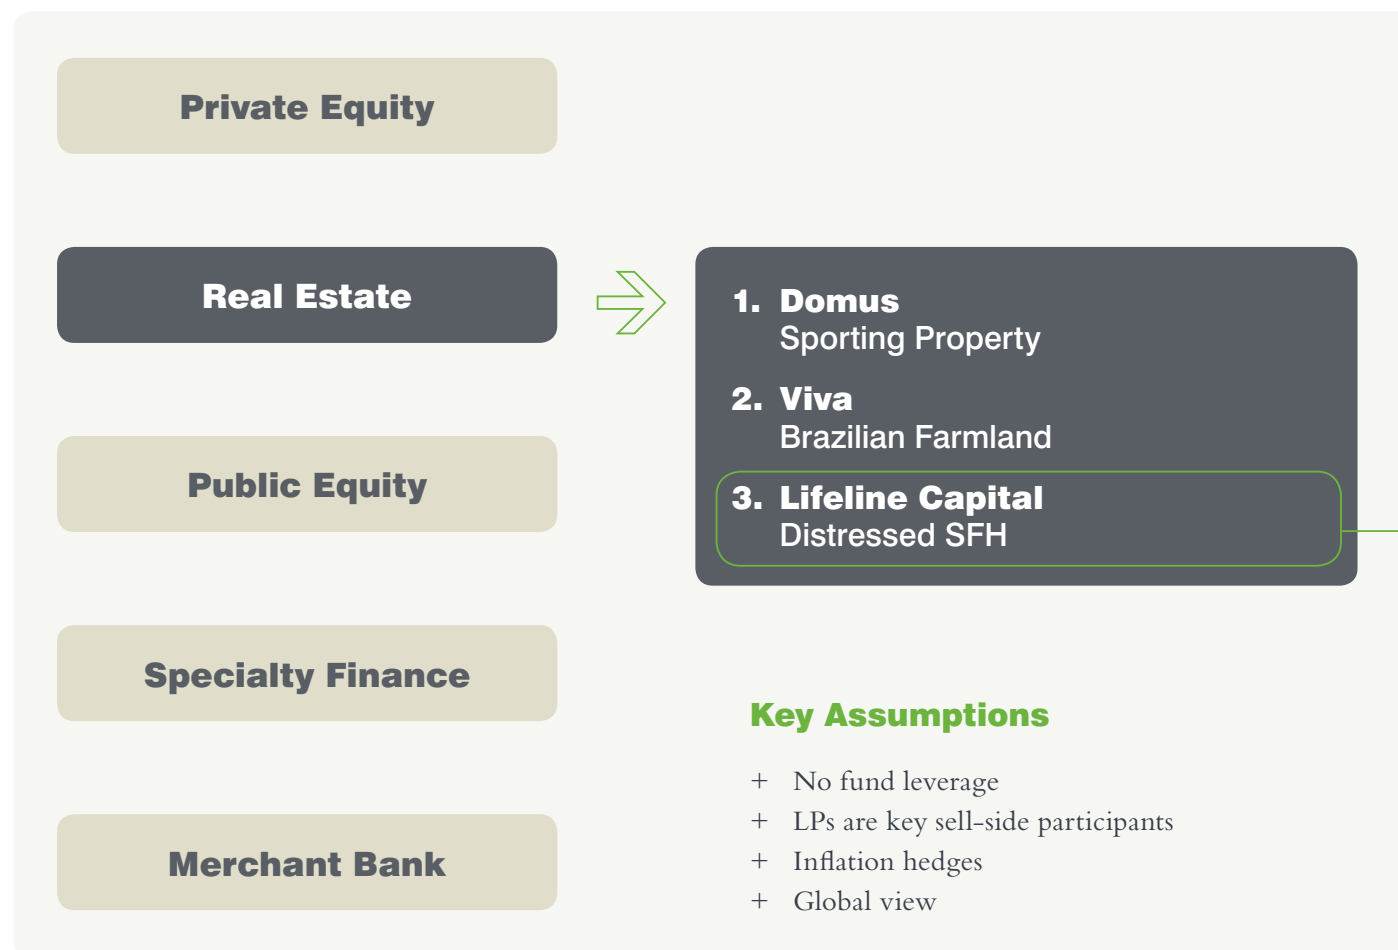 Private Equity
Real Estate
Public Equity
Specialty Finance
Merchant Bank
1. Domus
Sporting Property
2. Viva
Brazilian Farmland
3. Lifeline Capital
Distressed SFH
Key Assumptions
+ No fund leverage
+ LPs are key sell-side participants
+ Inflation hedges
+ Global view